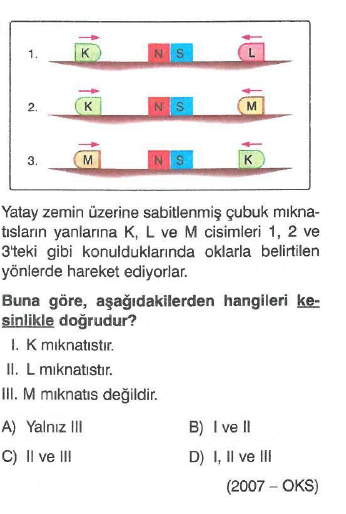 1. K N S L
2. K N S M
3. M N S K
Yatay zemin üzerine sabitlenmiş çubuk mıkna-
tısların yanlarına K, L ve M cisimleri 1, 2 ve
3'teki gibi konulduklarında oklarla belirtilen
yönlerde hareket ediyorlar.
Buna göre, aşağıdakilerden hangileri ke-
sinlikle doğrudur?
I. K mıknatıstır.
II. L mıknatıstır.
III. M mıknatıs değildir.
A) Yalnız III B) I ve II
C) II ve III D) I, II ve III
(2007 – OKS)